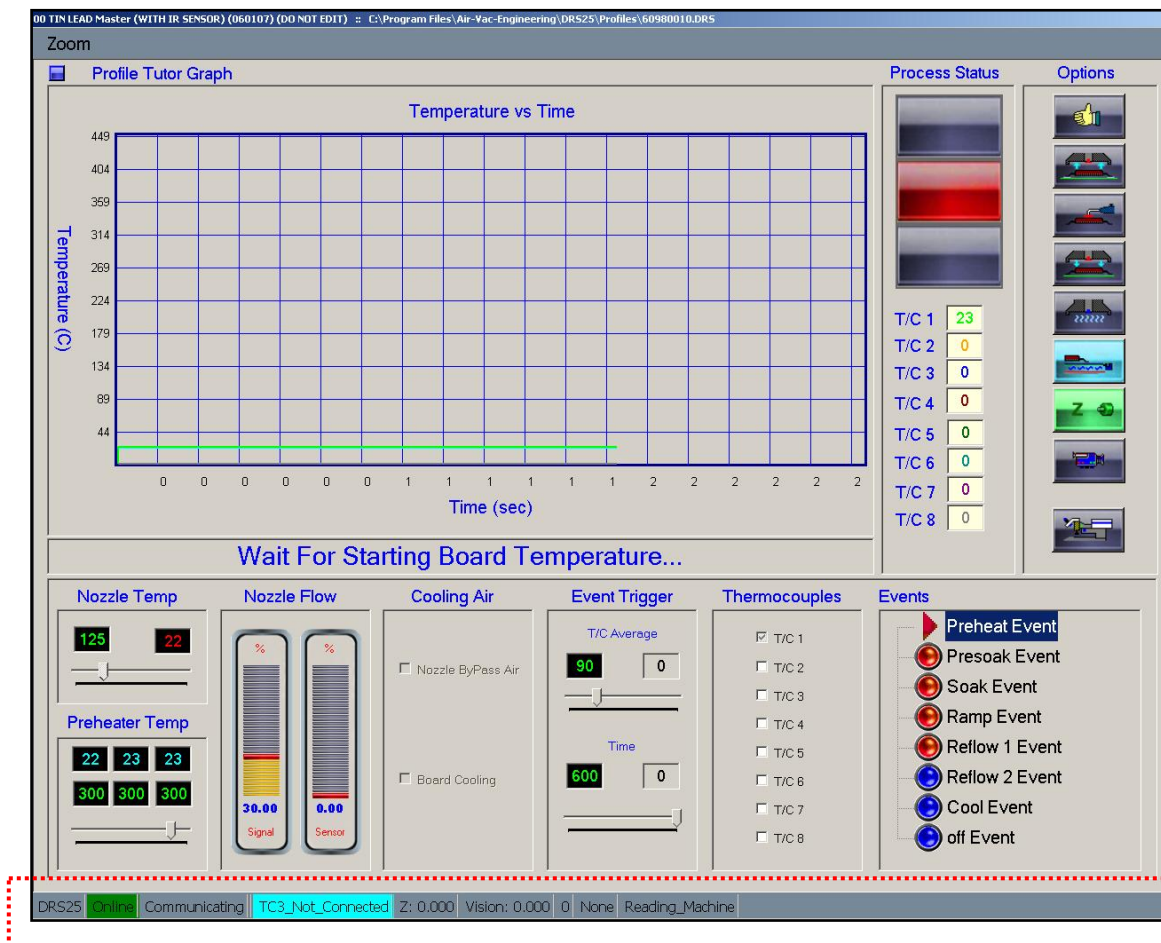 00 TIN LEAD Master (WITH IR SENSOR) (060107) (DO NOT EDIT) :: C:\Program Files\Air-Vac-Engineering\DRS25\Profiles\60980010.DRS
Zoom
Profile Tutor Graph
Temperature vs Time
449
404
359
314
269
224
179
134
89
44
Temperature (C)
0 0 0 0 0 0 1 1 1 1 1 1 2 2 2 2 2 2
Time (sec)
Wait For Starting Board Temperature...
Process Status
T/C 1 23
T/C 2 0
T/C 3 0
T/C 4 0
T/C 5 0
T/C 6 0
T/C 7 0
T/C 8 0
Options
Z
Nozzle Temp
125 22
Preheater Temp
22 23 23
300 300 300
Nozzle Flow
% %
30.00 0.00
Signal Sensor
Cooling Air
Nozzle ByPass Air
Board Cooling
Event Trigger
T/C Average
90 0
Time
600 0
Thermocouples
T/C 1
T/C 2
T/C 3
T/C 4
T/C 5
T/C 6
T/C 7
T/C 8
Events
Preheat Event
Presoak Event
Soak Event
Ramp Event
Reflow 1 Event
Reflow 2 Event
Cool Event
off Event
DRS25 Online Communicating TC3_Not_Connected Z: 0.000 Vision: 0.000 0 None Reading_Machine